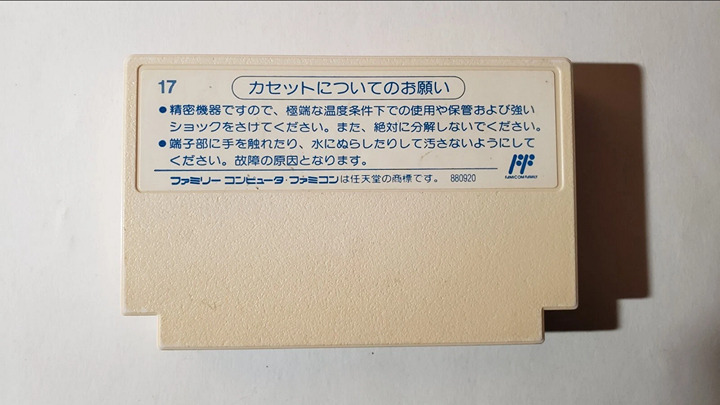 17
カセットについてのお願い
●精密機器ですので、極端な温度条件下での使用や保管および強い
ショックをさけてください。また、絶対に分解しないでください。
●端子部に手を触れたり、水にぬらしたりして汚さないようにして
ください。故障の原因となります。
FAMICOM FAMILY
ファミリーコンピュータ・ファミコンは任天堂の商標です。 880920